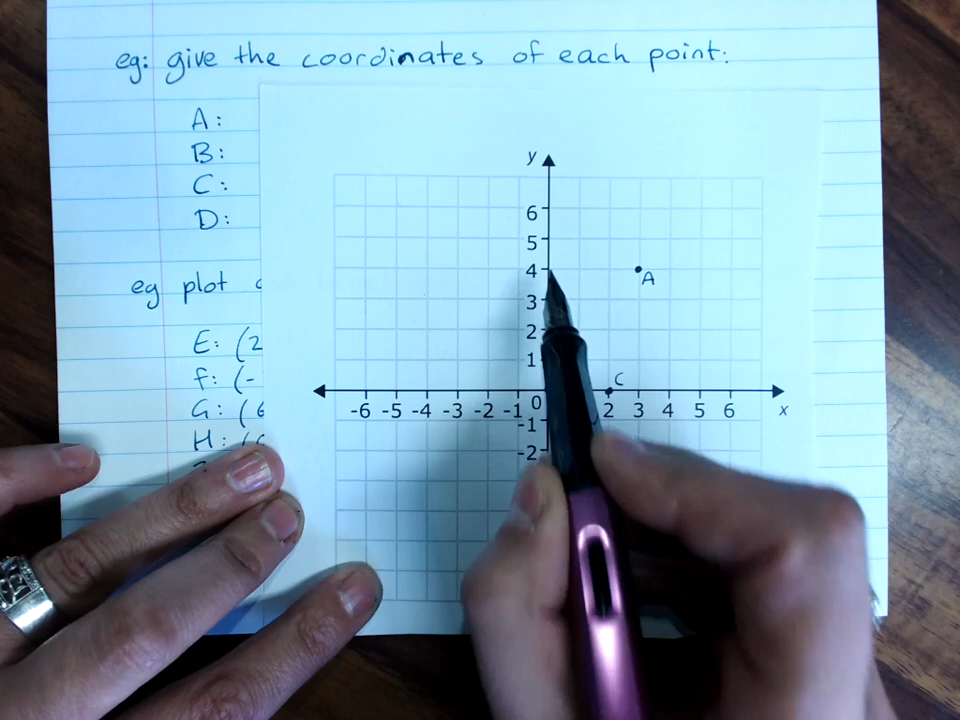 eg: give the coordinates of each point:
A:
B:
C:
D:
eg plot
E: (2
F: (-
G: (6
H: (
y
6
5
4
3
2
1
A
C
-6 -5 -4 -3 -2 -1 0 2 3 4 5 6 x
-1
-2